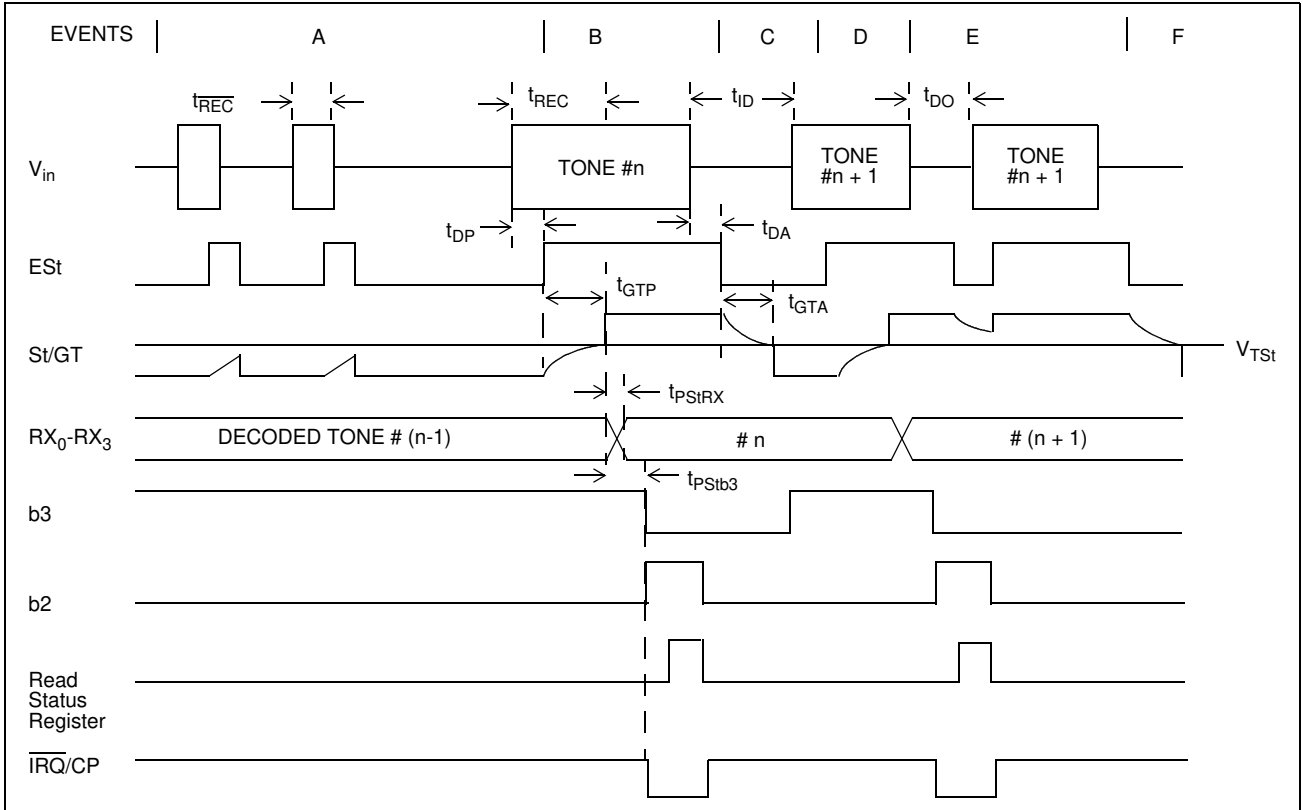 EVENTS A B C D E F
tREC tREC tID tDO
Vin TONE #n TONE #n + 1 TONE #n + 1
tDP tDA
ESt
tGTP tGTA
St/GT VTSt
tPStRX
RX0-RX3 DECODED TONE # (n-1) # n # (n + 1)
tPStb3
b3
b2
Read
Status
Register
IRQ/CP